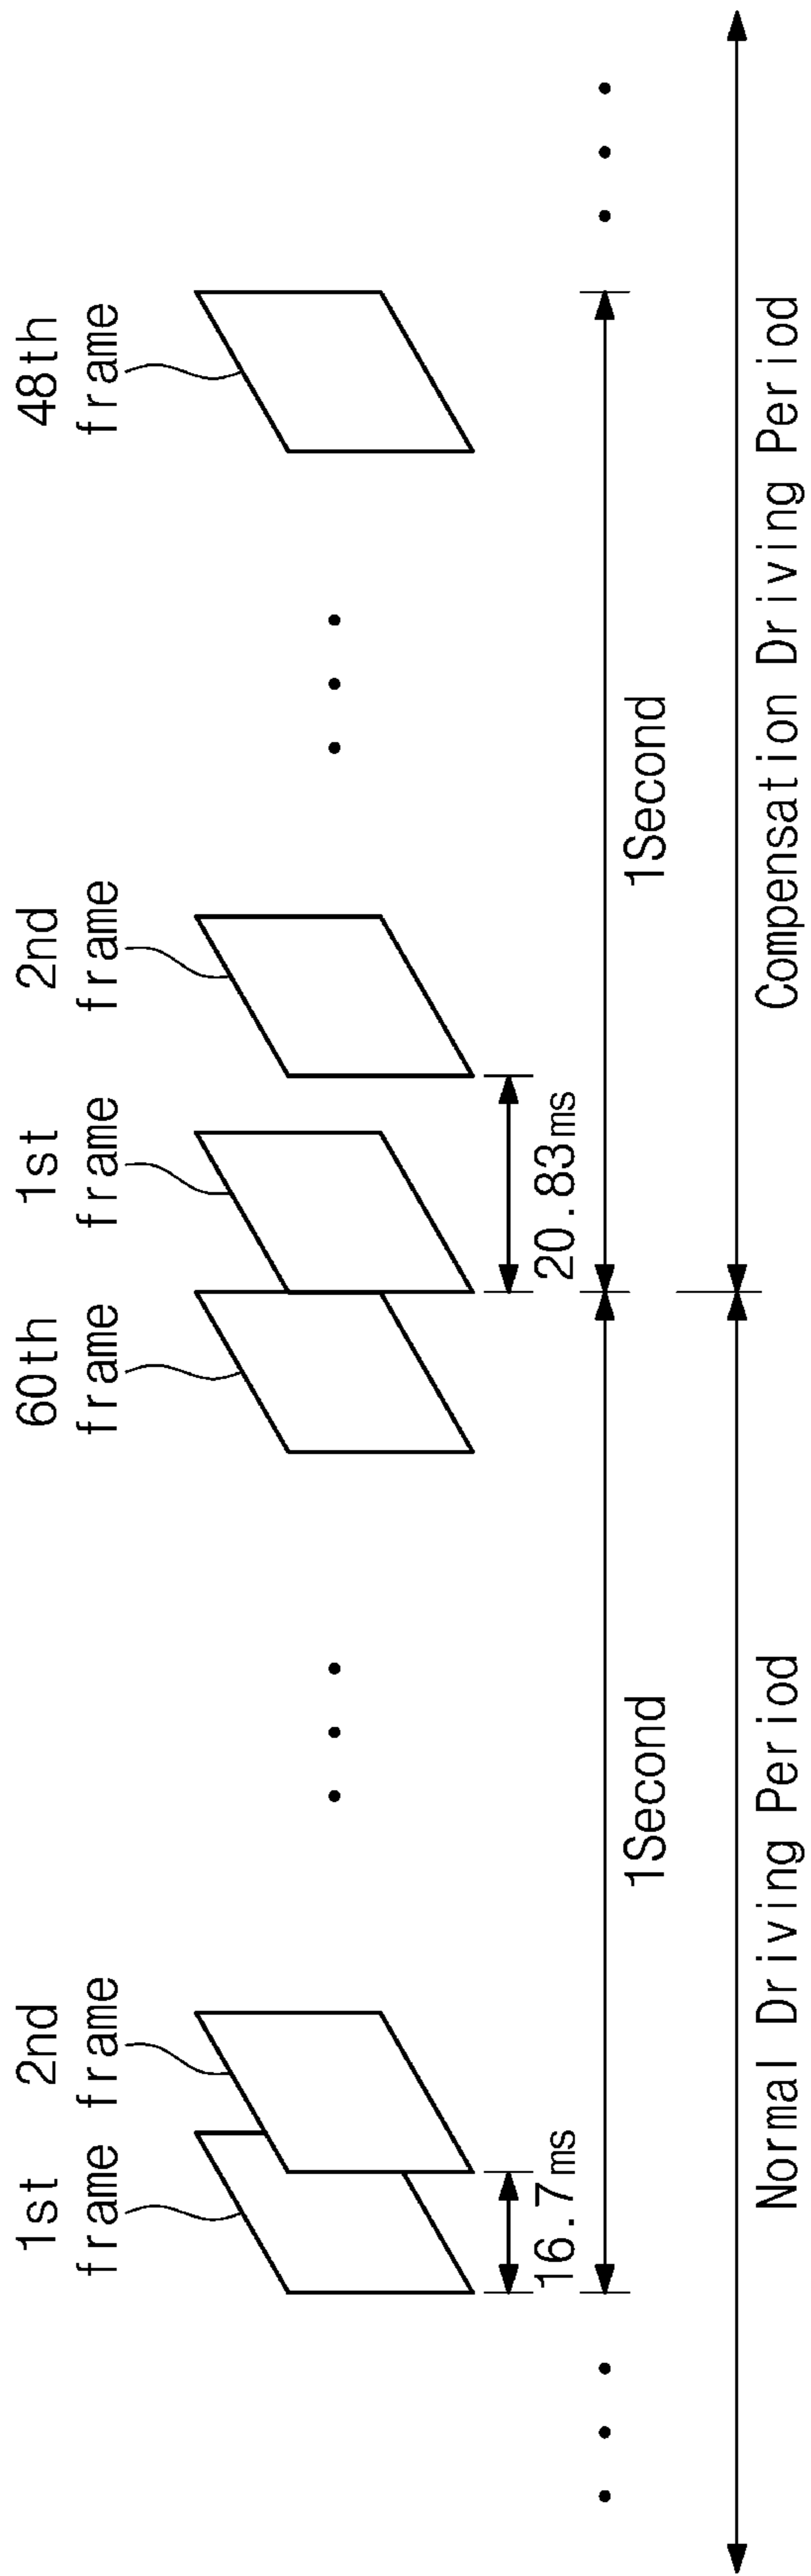 1st
frame
2nd
frame
60th
frame
1st
frame
2nd
frame
48th
frame
16.7ms
20.83ms
1Second
1Second
Normal Driving Period
Compensation Driving Period